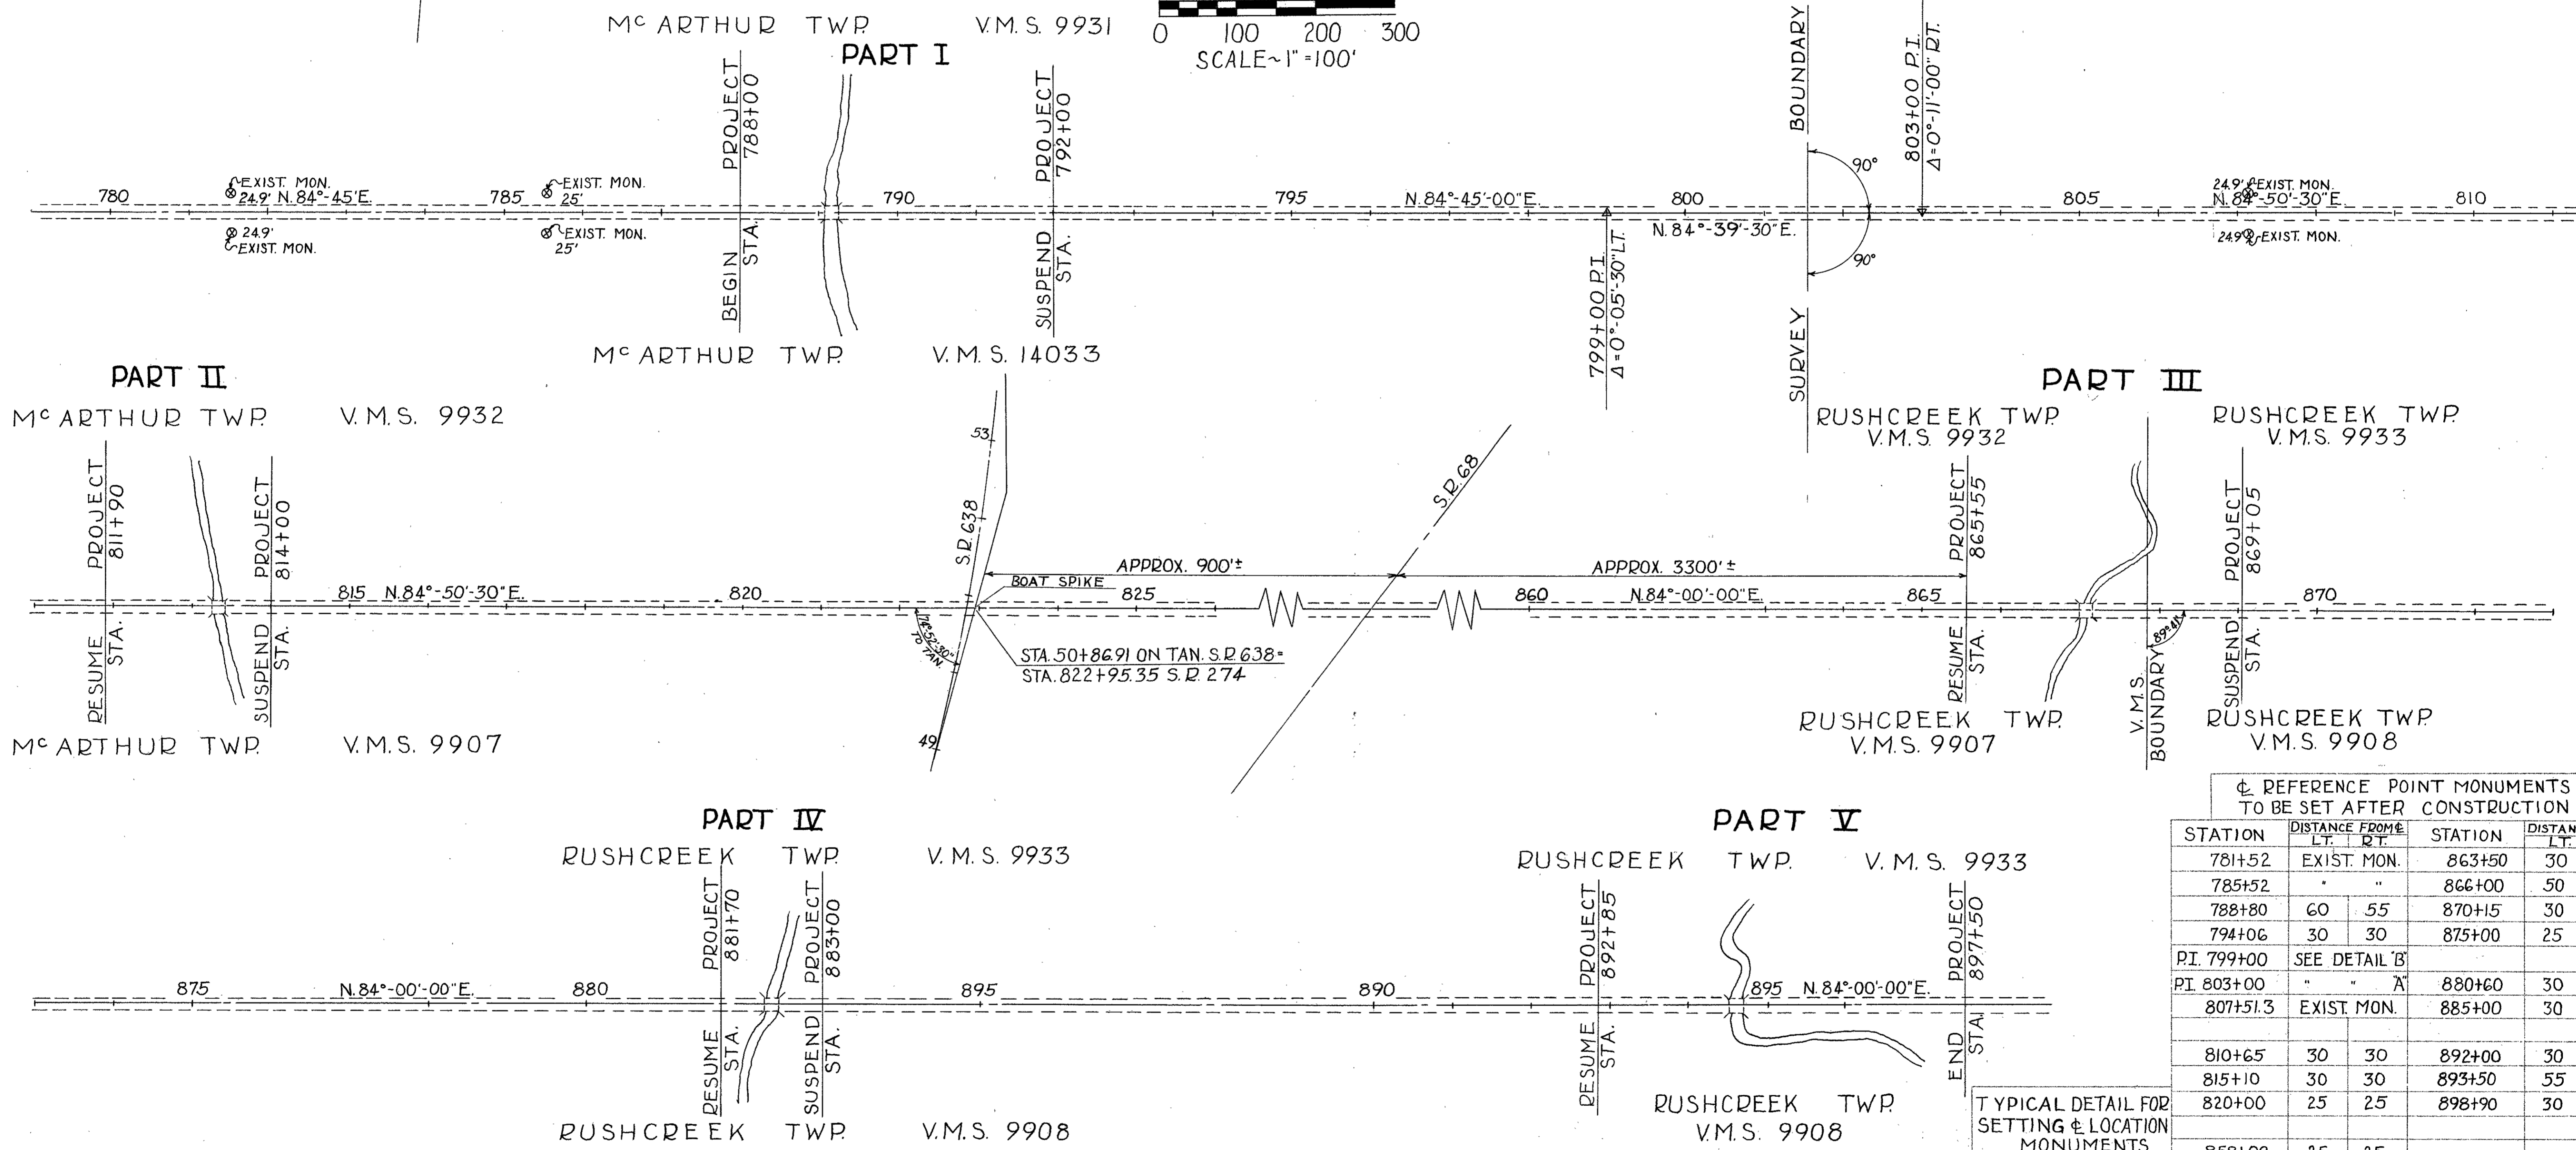 McARTHUR TWP. V.M.S. 9931
PART I
0 100 200 300
SCALE~1"=100'
BEGIN PROJECT
STA. 788+00
SUSPEND PROJECT
STA. 792+00
SURVEY BOUNDARY
90°
90°
803+00 P.I.
Δ=0°-11'-00" RT.
799+00 P.I.
Δ=0°-05'-30" LT.
780 785 790 795 800 805 810
EXIST. MON.
24.9' N.84°-45'E.
24.9'
EXIST. MON.
EXIST. MON.
25'
EXIST. MON.
25'
N.84°-45'-00"E.
N.84°-39'-30"E.
24.9' EXIST. MON.
N.84°-50'-30"E.
24.9' EXIST. MON.
McARTHUR TWP. V.M.S. 14033
PART II
McARTHUR TWP. V.M.S. 9932
RESUME PROJECT
STA. 811+90
SUSPEND PROJECT
STA. 814+00
815 N.84°-50'-30"E. 820 825
McARTHUR TWP. V.M.S. 9907
53
S.R. 638
49
BOAT SPIKE
74°-52'-30"
TO TAN.
STA. 50+86.91 ON TAN. S.R. 638=
STA. 822+95.35 S.R. 274
APPROX. 900'±
S.R. 68
APPROX. 3300'±
PART III
RUSHCREEK TWP.
V.M.S. 9932
RUSHCREEK TWP.
V.M.S. 9933
860 N.84°-00'-00"E. 865 870
RESUME PROJECT
STA. 865+55
V.M.S.
BOUNDARY
89°41'
SUSPEND PROJECT
STA. 869+05
RUSHCREEK TWP.
V.M.S. 9907
RUSHCREEK TWP.
V.M.S. 9908
PART IV
RUSHCREEK TWP. V.M.S. 9933
RESUME PROJECT
STA. 881+70
SUSPEND PROJECT
STA. 883+00
875 N.84°-00'-00"E. 880 895 890
RUSHCREEK TWP. V.M.S. 9908
PART V
RUSHCREEK TWP. V.M.S. 9933
RESUME PROJECT
STA. 892+85
895 N.84°-00'-00"E.
END PROJECT
STA. 897+50
RUSHCREEK TWP.
V.M.S. 9908
℄ REFERENCE POINT MONUMENTS
TO BE SET AFTER CONSTRUCTION
STATION DISTANCE FROM ℄ STATION DISTAN
LT. RT. LT.
781+52 EXIST. MON. 863+50 30
785+52 " " 866+00 50
788+80 60 55 870+15 30
794+06 30 30 875+00 25
P.I. 799+00 SEE DETAIL "B"
P.I. 803+00 " " "A" 880+60 30
807+51.3 EXIST. MON. 885+00 30
810+65 30 30 892+00 30
815+10 30 30 893+50 55
820+00 25 25 898+90 30
TYPICAL DETAIL FOR
SETTING ℄ LOCATION
MONUMENTS